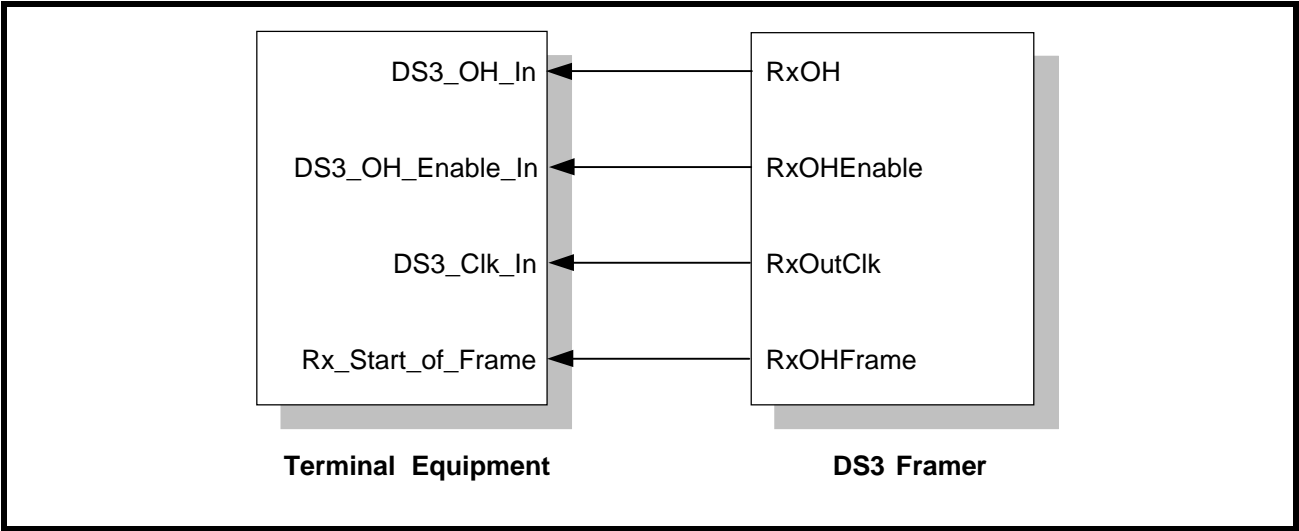 DS3_OH_In
RxOH
DS3_OH_Enable_In
RxOHEnable
DS3_Clk_In
RxOutClk
Rx_Start_of_Frame
RxOHFrame
Terminal Equipment
DS3 Framer